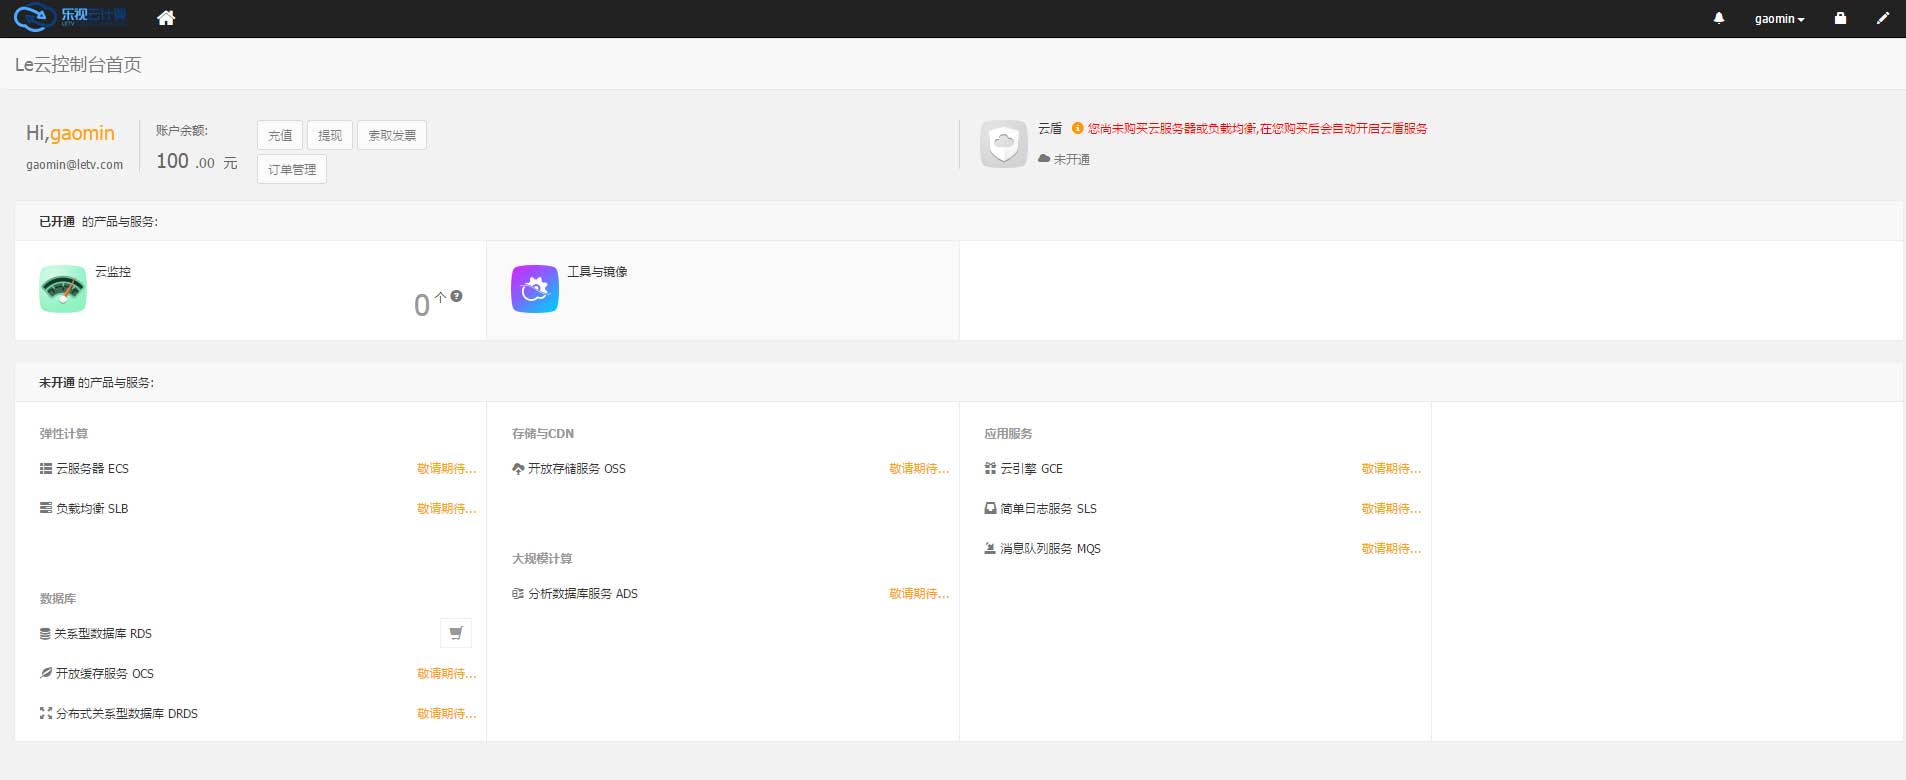 乐视云计算
LETV
gaomin
Le云控制台首页
Hi,gaomin
gaomin@letv.com
账户余额:
100 .00 元
充值 提现 索取发票
订单管理
云盾 您尚未购买云服务器或负载均衡,在您购买后会自动开启云盾服务
未开通
已开通 的产品与服务:
云监控
0 个
工具与镜像
未开通 的产品与服务:
弹性计算
云服务器 ECS 敬请期待...
负载均衡 SLB 敬请期待...
数据库
关系型数据库 RDS
开放缓存服务 OCS 敬请期待...
分布式关系型数据库 DRDS 敬请期待...
存储与CDN
开放存储服务 OSS 敬请期待...
大规模计算
分析数据库服务 ADS 敬请期待...
应用服务
云引擎 GCE 敬请期待...
简单日志服务 SLS 敬请期待...
消息队列服务 MQS 敬请期待...